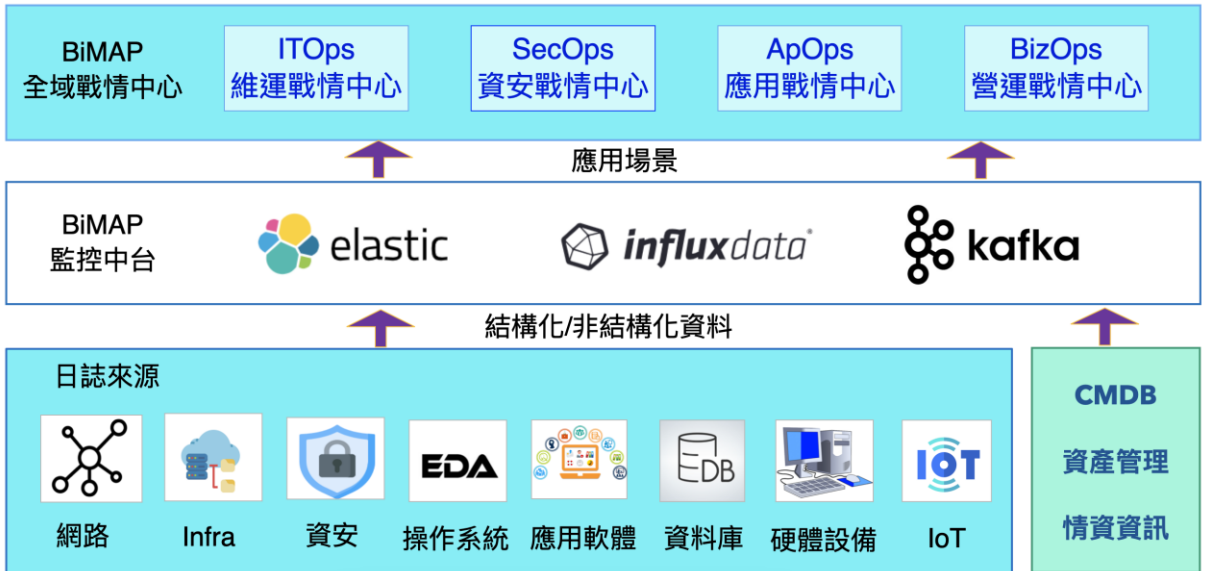 BiMAP
全域戰情中心
ITOps
維運戰情中心
SecOps
資安戰情中心
ApOps
應用戰情中心
BizOps
營運戰情中心
應用場景
BiMAP
監控中台
elastic
influxdata®
kafka
結構化/非結構化資料
日誌來源
EDA
DB
IOT
網路
Infra
資安
操作系統
應用軟體
資料庫
硬體設備
IoT
CMDB
資產管理
情資資訊